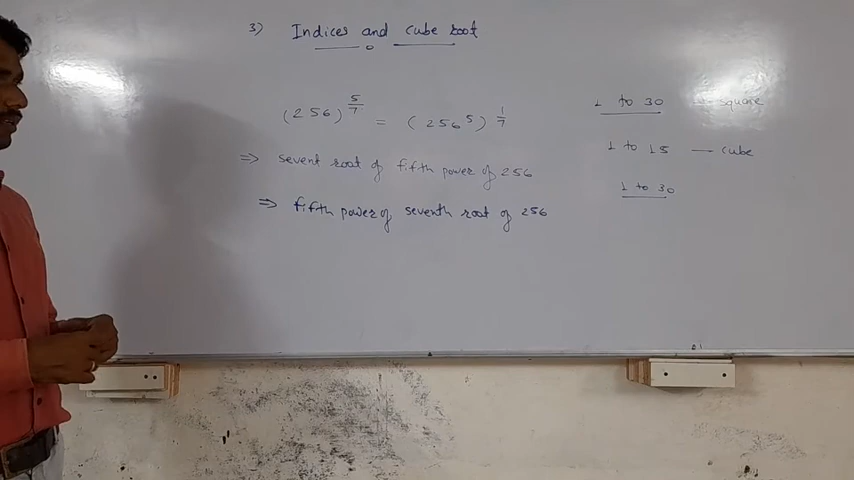 3) Indices and cube root
(256)^5/7 = (256^5)^1/7
⇒ sevent root of fifth power of 256
⇒ fifth power of seventh root of 256
1 to 30 — square
1 to 15 — cube
1 to 30